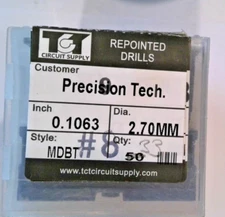 TCT
CIRCUIT SUPPLY
REPOINTED
DRILLS
Customer
Precision Tech.
Inch
Dia.
0.1063
2.70MM
Style:
Qty:
MDBT
#8
50
www.tctcircuitsupply.com